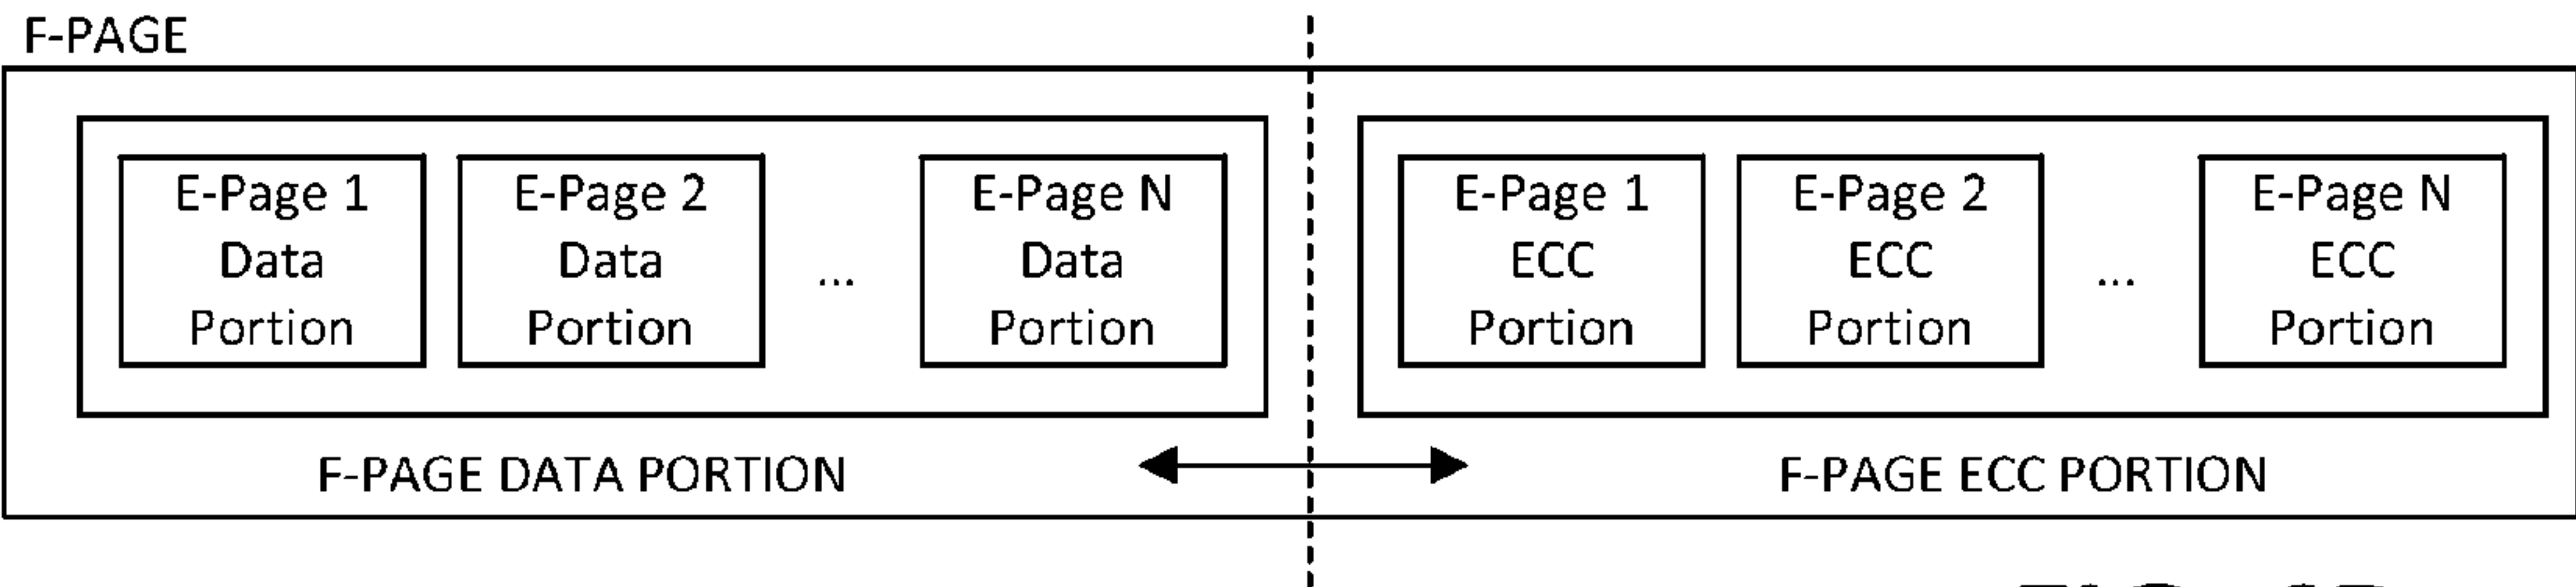 F-PAGE
E-Page 1
Data
Portion
E-Page 2
Data
Portion
...
E-Page N
Data
Portion
E-Page 1
ECC
Portion
E-Page 2
ECC
Portion
...
E-Page N
ECC
Portion
F-PAGE DATA PORTION
F-PAGE ECC PORTION